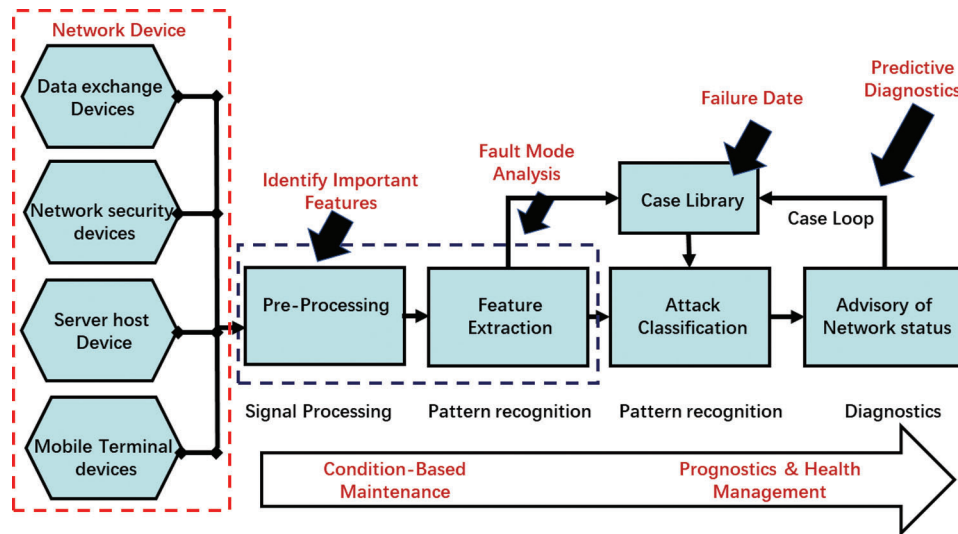 Network Device
Data exchange
Devices
Network security
devices
Server host
Device
Mobile Terminal
devices
Identify Important
Features
Fault Mode
Analysis
Failure Date
Predictive
Diagnostics
Pre-Processing
Feature
Extraction
Case Library
Case Loop
Attack
Classification
Advisory of
Network status
Signal Processing
Pattern recognition
Pattern recognition
Diagnostics
Condition-Based
Maintenance
Prognostics & Health
Management